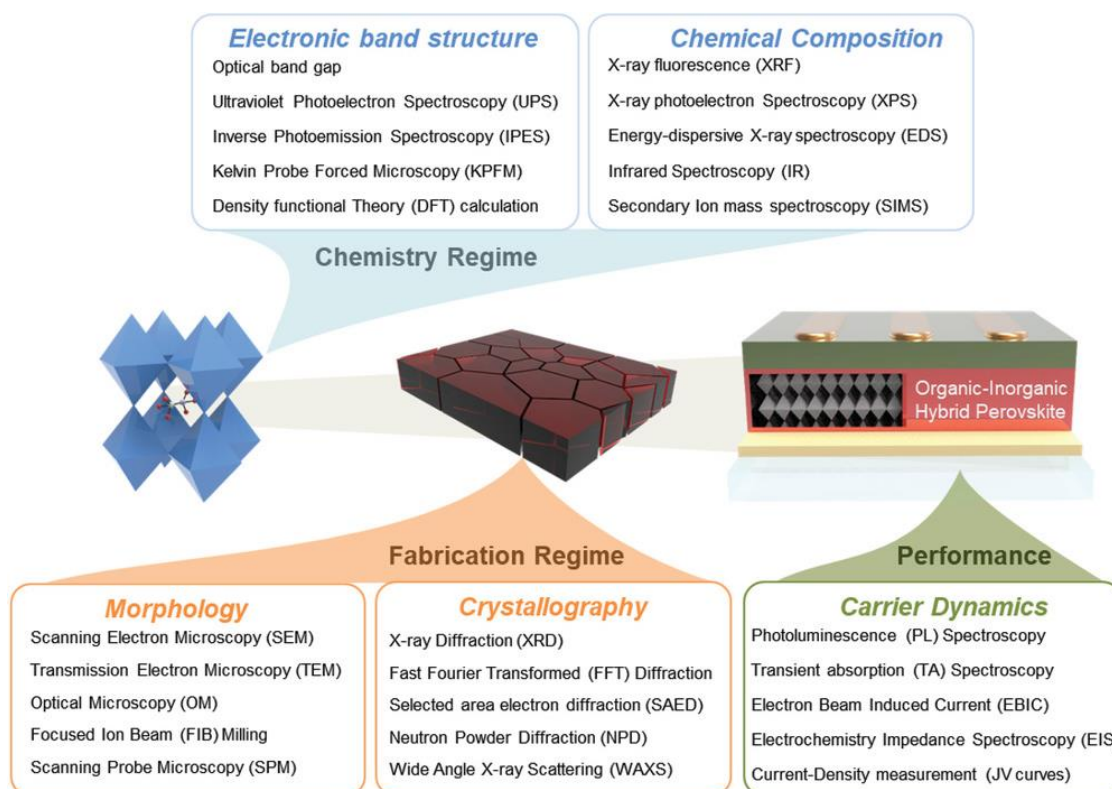 Electronic band structure
Optical band gap
Ultraviolet Photoelectron Spectroscopy (UPS)
Inverse Photoemission Spectroscopy (IPES)
Kelvin Probe Forced Microscopy (KPFM)
Density functional Theory (DFT) calculation
Chemical Composition
X-ray fluorescence (XRF)
X-ray photoelectron Spectroscopy (XPS)
Energy-dispersive X-ray spectroscopy (EDS)
Infrared Spectroscopy (IR)
Secondary Ion mass spectroscopy (SIMS)
Chemistry Regime
Organic-Inorganic
Hybrid Perovskite
Fabrication Regime
Performance
Morphology
Scanning Electron Microscopy (SEM)
Transmission Electron Microscopy (TEM)
Optical Microscopy (OM)
Focused Ion Beam (FIB) Milling
Scanning Probe Microscopy (SPM)
Crystallography
X-ray Diffraction (XRD)
Fast Fourier Transformed (FFT) Diffraction
Selected area electron diffraction (SAED)
Neutron Powder Diffraction (NPD)
Wide Angle X-ray Scattering (WAXS)
Carrier Dynamics
Photoluminescence (PL) Spectroscopy
Transient absorption (TA) Spectroscopy
Electron Beam Induced Current (EBIC)
Electrochemistry Impedance Spectroscopy (EIS
Current-Density measurement (JV curves)